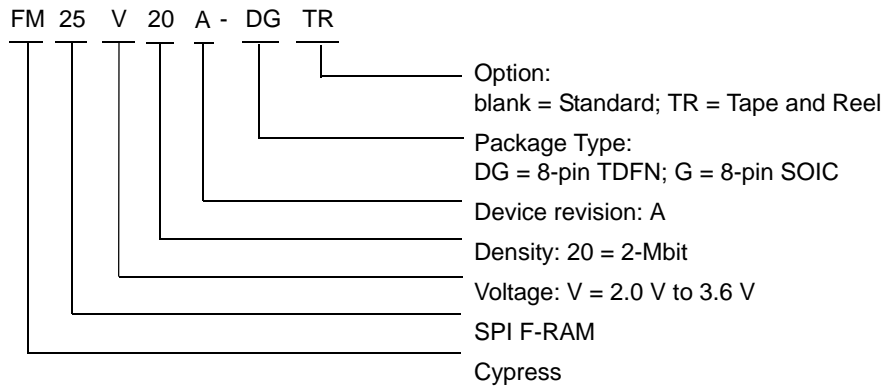 FM 25 V 20 A - DG TR
Option:
blank = Standard; TR = Tape and Reel
Package Type:
DG = 8-pin TDFN; G = 8-pin SOIC
Device revision: A
Density: 20 = 2-Mbit
Voltage: V = 2.0 V to 3.6 V
SPI F-RAM
Cypress